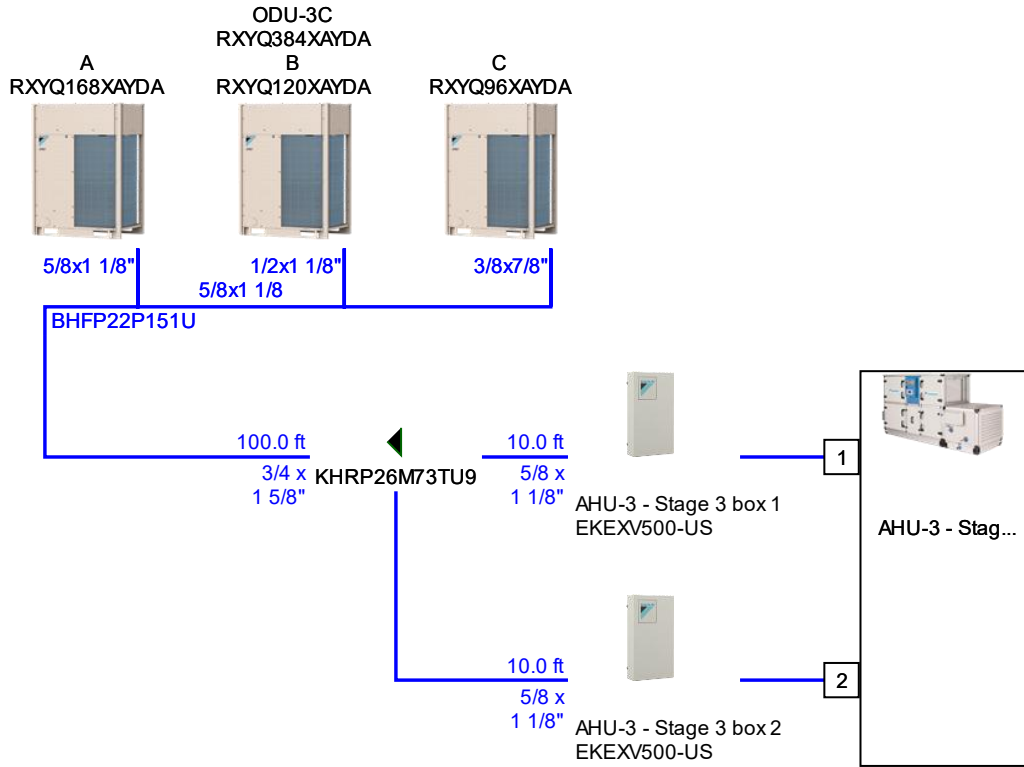 ODU-3C
RXYQ384XAYDA
A
B
C
RXYQ168XAYDA
RXYQ120XAYDA
RXYQ96XAYDA
5/8x1 1/8"
1/2x1 1/8"
3/8x7/8"
5/8x1 1/8
BHFP22P151U
100.0 ft
3/4 x
1 5/8"
KHRP26M73TU9
10.0 ft
5/8 x
1 1/8"
AHU-3 - Stage 3 box 1
EKEXV500-US
1
AHU-3 - Stag...
10.0 ft
5/8 x
1 1/8"
AHU-3 - Stage 3 box 2
EKEXV500-US
2